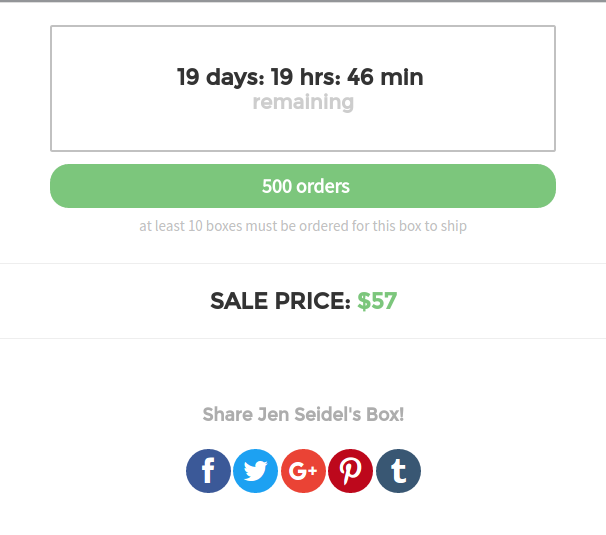 19 days: 19 hrs: 46 min
remaining
500 orders
at least 10 boxes must be ordered for this box to ship
SALE PRICE: $57
Share Jen Seidel's Box!
f G+ t